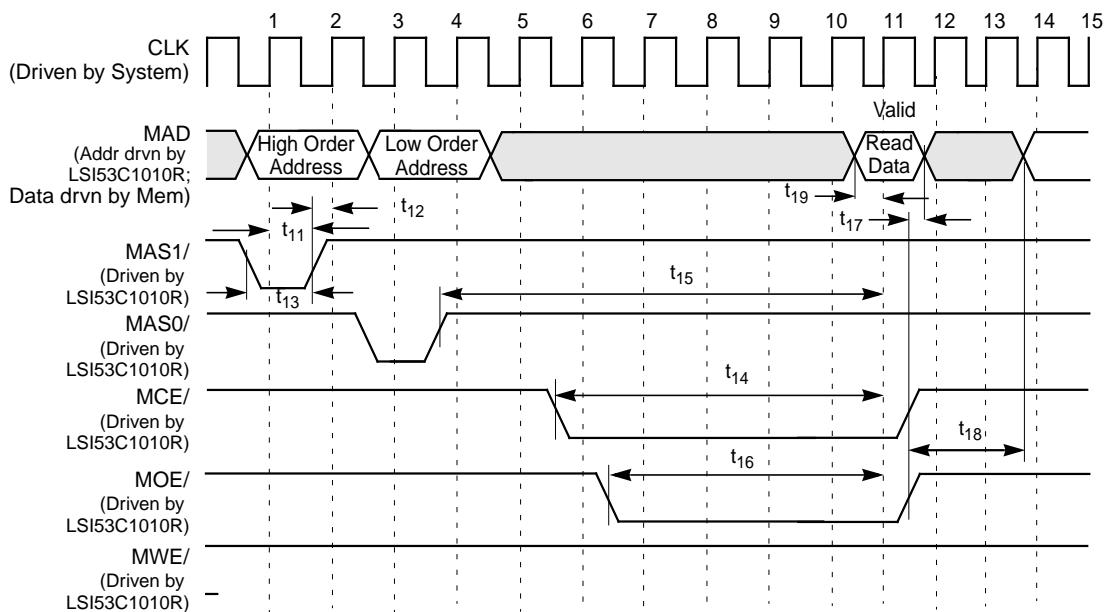 1 2 3 4 5 6 7 8 9 10 11 12 13 14 15
CLK
(Driven by System)
Valid
MAD
(Addr drvn by
LSI53C1010R;
Data drvn by Mem)
High Order
Address
Low Order
Address
Read
Data
t12
t19
t11
t17
MAS1/
(Driven by
LSI53C1010R)
t13
t15
MAS0/
(Driven by
LSI53C1010R)
t14
MCE/
(Driven by
LSI53C1010R)
t18
t16
MOE/
(Driven by
LSI53C1010R)
MWE/
(Driven by
LSI53C1010R)